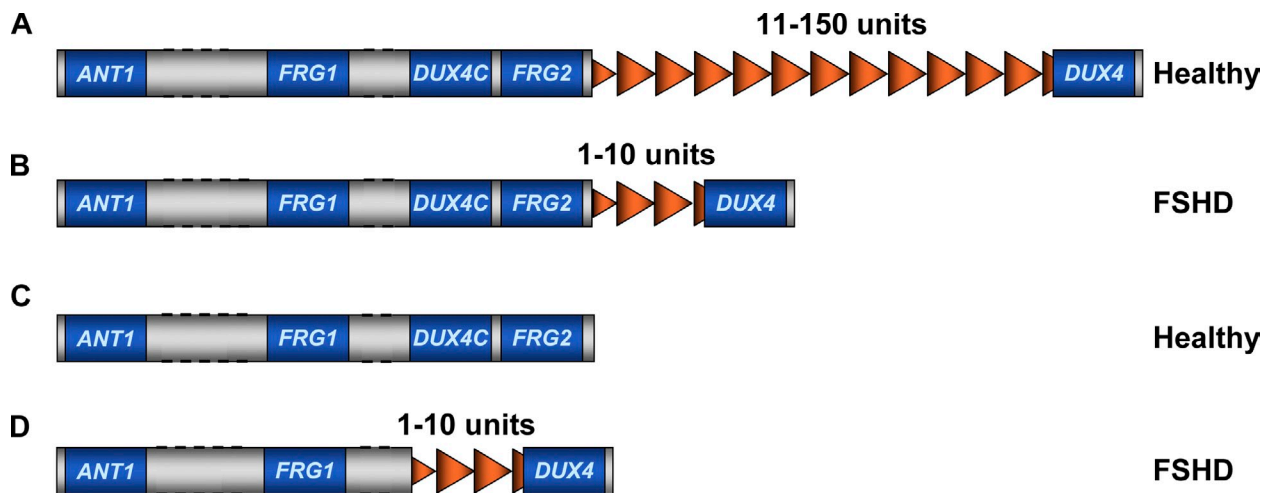 A
11-150 units
ANT1 FRG1 DUX4C FRG2 DUX4 Healthy
B
1-10 units
ANT1 FRG1 DUX4C FRG2 DUX4 FSHD
C
ANT1 FRG1 DUX4C FRG2 Healthy
D
1-10 units
ANT1 FRG1 DUX4 FSHD